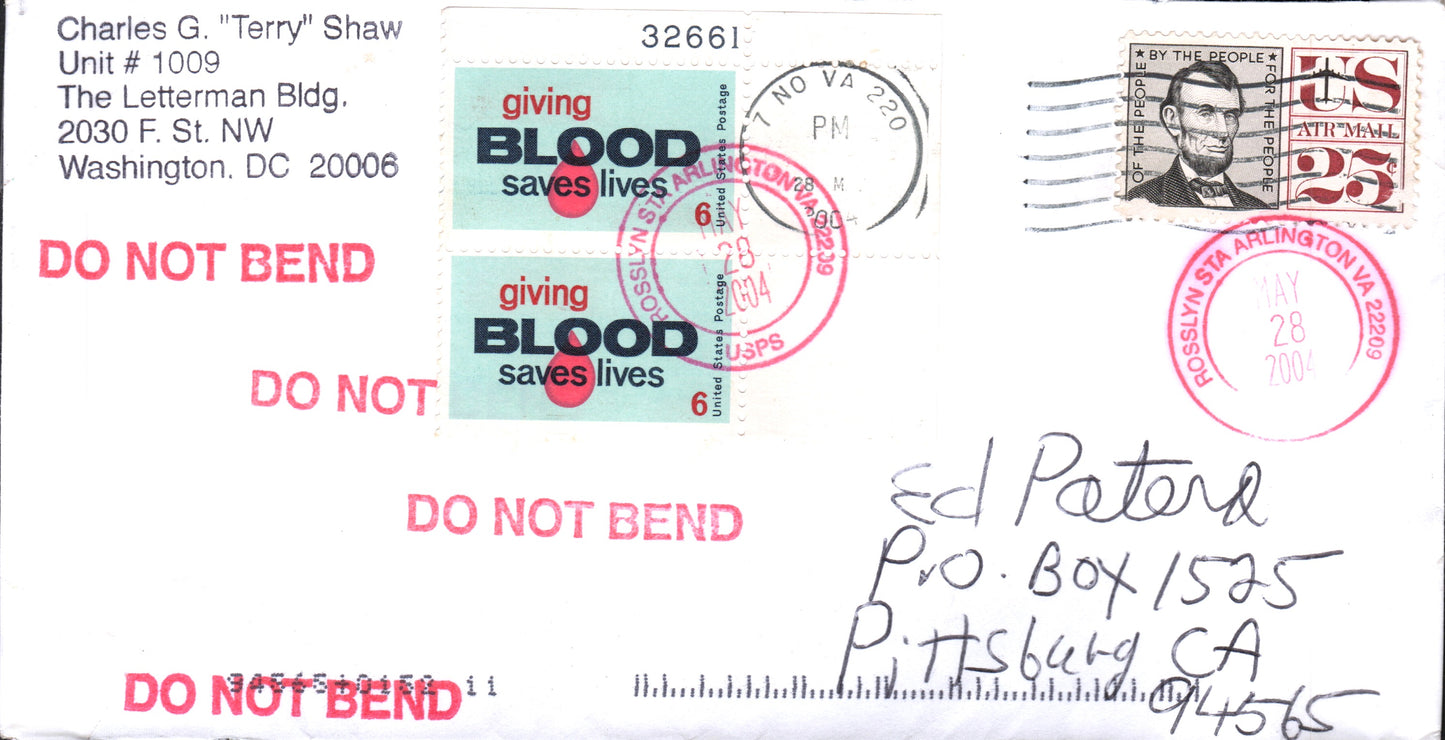 Charles G. "Terry" Shaw
Unit # 1009
The Letterman Bldg.
2030 F. St. NW
Washington, DC 20006
32661
giving
BLOOD
saves lives
6
United States Postage
giving
BLOOD
saves lives
6
United States Postage
NO VA 220
PM
28 M
2004
ROSSLYN STA ARLINGTON VA 22209
MAY
28
2004
USPS
OF THE PEOPLE ★ BY THE PEOPLE ★ FOR THE PEOPLE
US
AIR MAIL
25c
ROSSLYN STA ARLINGTON VA 22209
MAY
28
2004
DO NOT BEND
DO NOT
DO NOT BEND
DO NOT BEND
Ed
P.O. BOX 1525
Pittsburg CA
94565